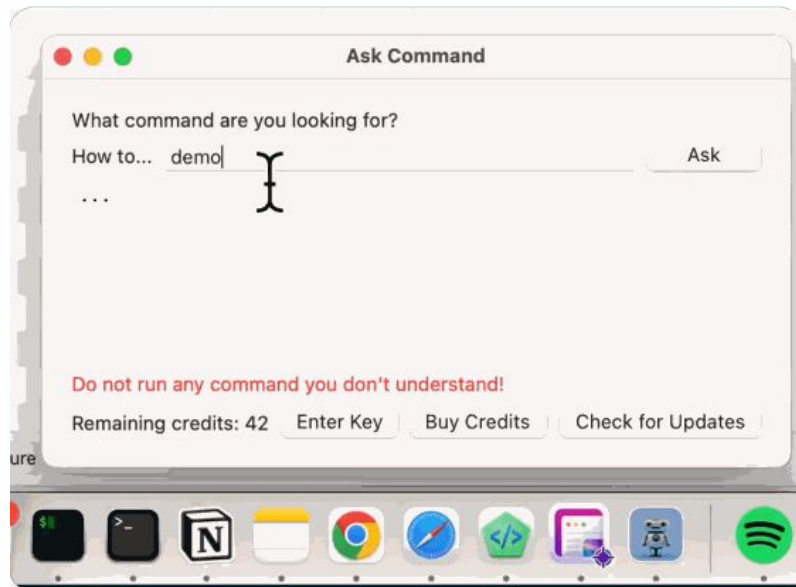 Ask Command
What command are you looking for?
How to... demo
Ask
...
Do not run any command you don't understand!
Remaining credits: 42 Enter Key Buy Credits Check for Updates
ure
$
>_
N
</>